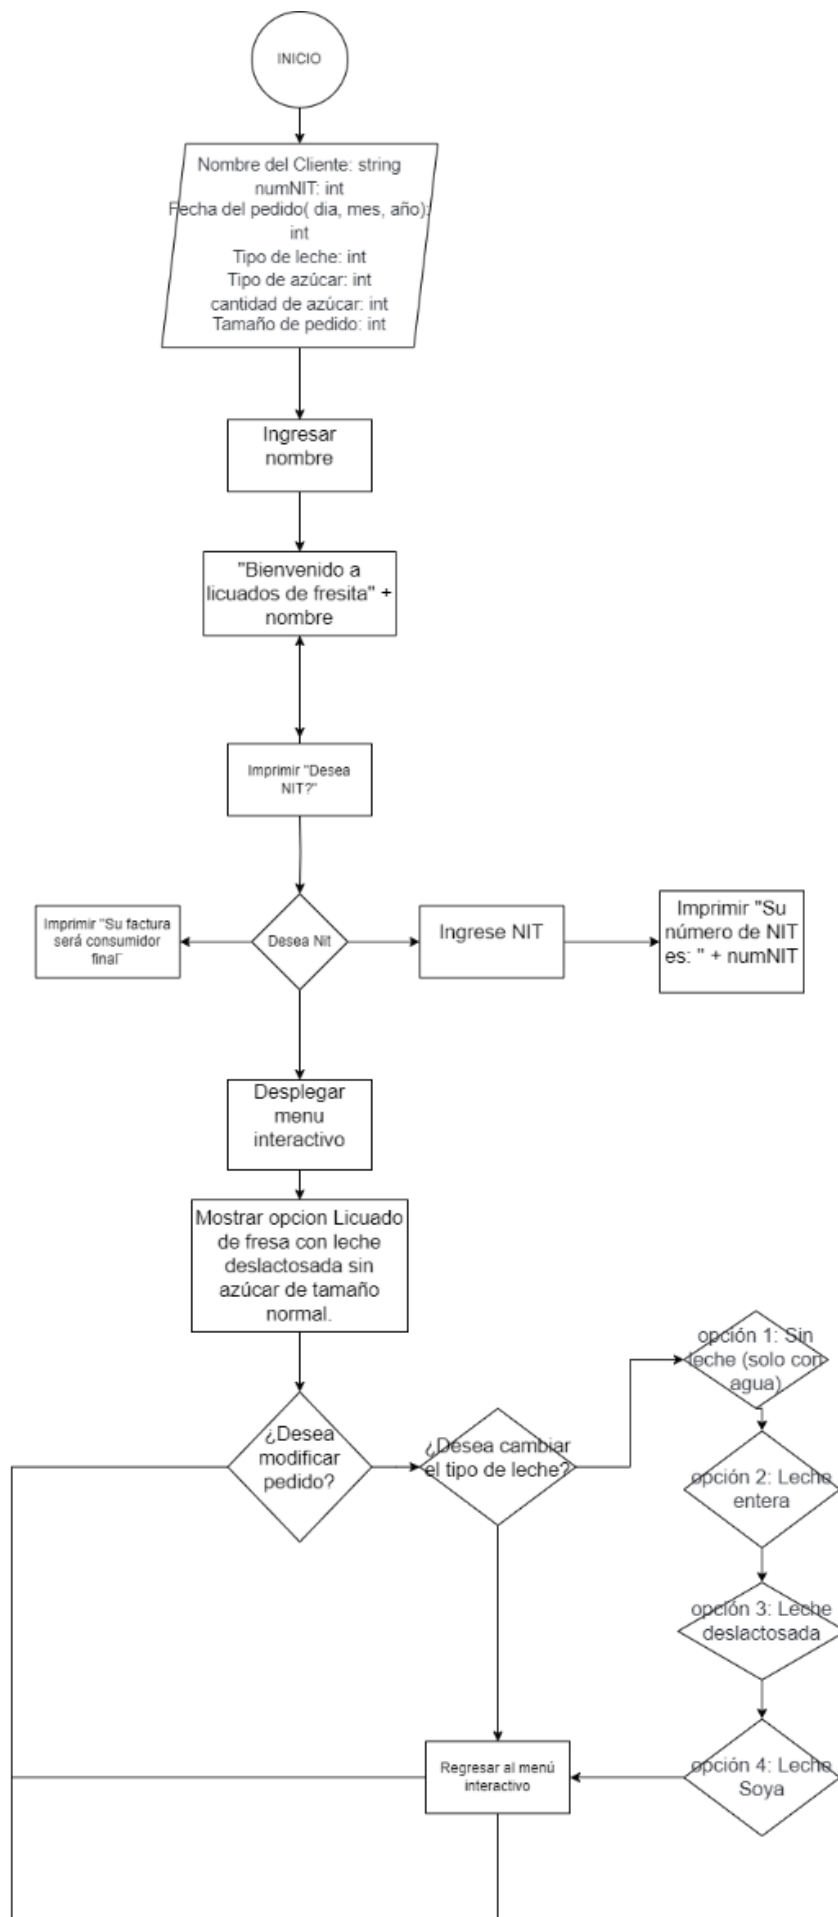 INICIO
Nombre del Cliente: string
numNIT: int
Fecha del pedido( dia, mes, año):
int
Tipo de leche: int
Tipo de azúcar: int
cantidad de azúcar: int
Tamaño de pedido: int
Ingresar
nombre
"Bienvenido a
licuados de fresita" +
nombre
Imprimir "Desea
NIT?"
Imprimir "Su factura
será consumidor
final"
Desea Nit
Ingrese NIT
Imprimir "Su
número de NIT
es: " + numNIT
Desplegar
menu
interactivo
Mostrar opcion Licuado
de fresa con leche
deslactosada sin
azúcar de tamaño
normal.
¿Desea
modificar
pedido?
¿Desea cambiar
el tipo de leche?
opción 1: Sin
leche (solo con
agua)
opción 2: Leche
entera
opción 3: Leche
deslactosada
opción 4: Leche
Soya
Regresar al menú
interactivo